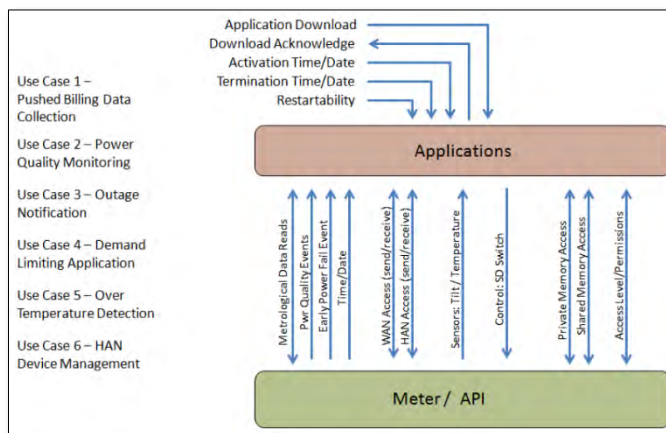 Application Download
Download Acknowledge
Activation Time/Date
Termination Time/Date
Restartability
Use Case 1 –
Pushed Billing Data
Collection
Use Case 2 – Power
Quality Monitoring
Use Case 3 – Outage
Notification
Use Case 4 – Demand
Limiting Application
Use Case 5 – Over
Temperature Detection
Use Case 6 – HAN
Device Management
Applications
Metrological Data Reads
Pwr Quality Events
Early Power Fail Event
Time/Date
WAN Access (send/receive)
HAN Access (send/receive)
Sensors: Tilt / Temperature
Control: SD Switch
Private Memory Access
Shared Memory Access
Access Level/Permissions
Meter / API